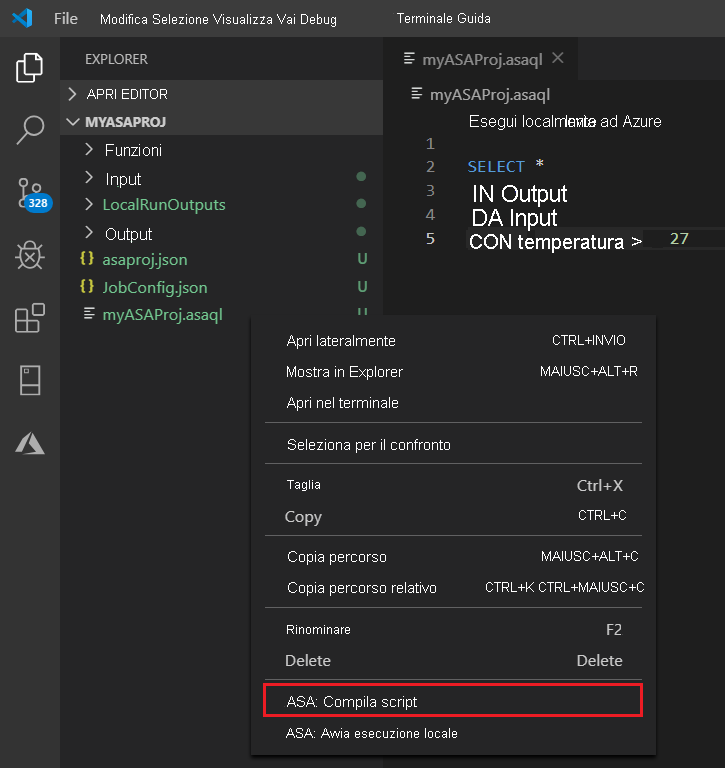 File Modifica Selezione Visualizza Vai Debug Terminale Guida
EXPLORER
APRI EDITOR
MYASAPROJ
Funzioni
Input
LocalRunOutputs
Output
asaproj.json U
JobConfig.json U
myASAProj.asaql U
328
myASAProj.asaql
myASAProj.asaql
Esegui localmente Invia ad Azure
1
2 SELECT *
3 IN Output
4 DA Input
5 CON temperatura > 27
Apri lateralmente CTRL+INVIO
Mostra in Explorer MAIUSC+ALT+R
Apri nel terminale
Seleziona per il confronto
Taglia Ctrl+X
Copy CTRL+C
Copia percorso MAIUSC+ALT+C
Copia percorso relativo CTRL+K CTRL+MAIUSC+C
Rinominare F2
Delete Delete
ASA: Compila script
ASA: Avvia esecuzione locale